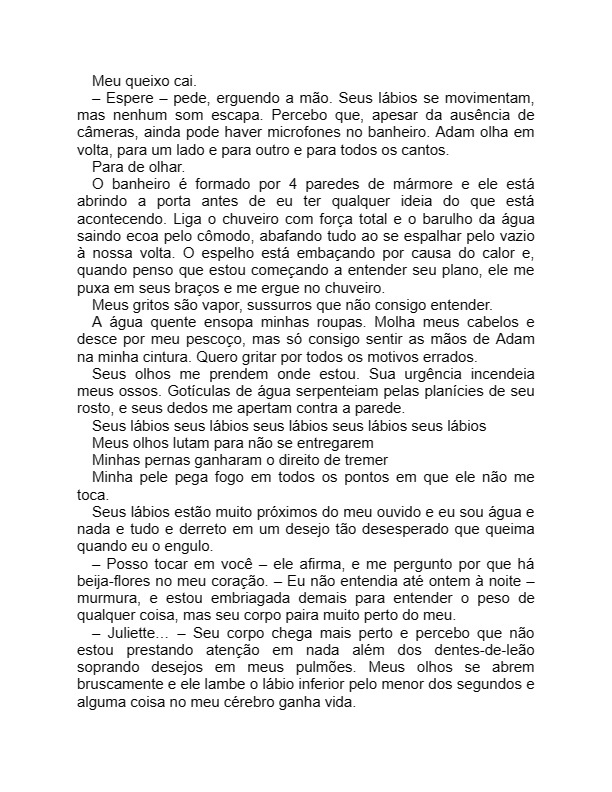 Meu queixo cai.
– Espere – pede, erguendo a mão. Seus lábios se movimentam,
mas nenhum som escapa. Percebo que, apesar da ausência de
câmeras, ainda pode haver microfones no banheiro. Adam olha em
volta, para um lado e para outro e para todos os cantos.
Para de olhar.
O banheiro é formado por 4 paredes de mármore e ele está
abrindo a porta antes de eu ter qualquer ideia do que está
acontecendo. Liga o chuveiro com força total e o barulho da água
saindo ecoa pelo cômodo, abafando tudo ao se espalhar pelo vazio
à nossa volta. O espelho está embaçando por causa do calor e,
quando penso que estou começando a entender seu plano, ele me
puxa em seus braços e me ergue no chuveiro.
Meus gritos são vapor, sussurros que não consigo entender.
A água quente ensopa minhas roupas. Molha meus cabelos e
desce por meu pescoço, mas só consigo sentir as mãos de Adam
na minha cintura. Quero gritar por todos os motivos errados.
Seus olhos me prendem onde estou. Sua urgência incendeia
meus ossos. Gotículas de água serpenteiam pelas planícies de seu
rosto, e seus dedos me apertam contra a parede.
Seus lábios seus lábios seus lábios seus lábios seus lábios
Meus olhos lutam para não se entregarem
Minhas pernas ganharam o direito de tremer
Minha pele pega fogo em todos os pontos em que ele não me
toca.
Seus lábios estão muito próximos do meu ouvido e eu sou água e
nada e tudo e derreto em um desejo tão desesperado que queima
quando eu o engulo.
– Posso tocar em você – ele afirma, e me pergunto por que há
beija-flores no meu coração. – Eu não entendia até ontem à noite –
murmura, e estou embriagada demais para entender o peso de
qualquer coisa, mas seu corpo paira muito perto do meu.
– Juliette… – Seu corpo chega mais perto e percebo que não
estou prestando atenção em nada além dos dentes-de-leão
soprando desejos em meus pulmões. Meus olhos se abrem
bruscamente e ele lambe o lábio inferior pelo menor dos segundos e
alguma coisa no meu cérebro ganha vida.